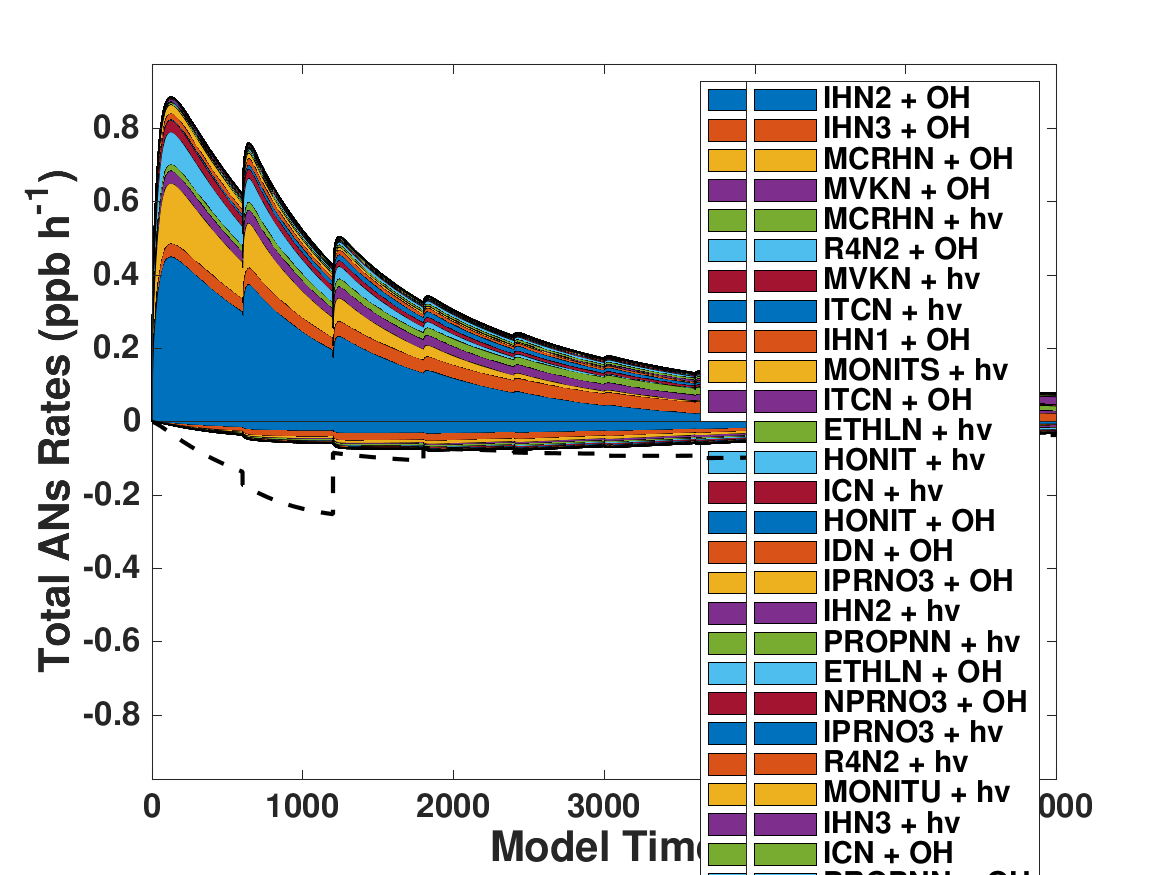 Total ANs Rates (ppb h-1)
0.8
0.6
0.4
0.2
0
-0.2
-0.4
-0.6
-0.8
0 1000 2000 3000 000
Model Time
IHN2 + OH
IHN3 + OH
MCRHN + OH
MVKN + OH
MCRHN + hv
R4N2 + OH
MVKN + hv
ITCN + hv
IHN1 + OH
MONITS + hv
ITCN + OH
ETHLN + hv
HONIT + hv
ICN + hv
HONIT + OH
IDN + OH
IPRNO3 + OH
IHN2 + hv
PROPNN + hv
ETHLN + OH
NPRNO3 + OH
IPRNO3 + hv
R4N2 + hv
MONITU + hv
IHN3 + hv
ICN + OH
PROPNN + OH